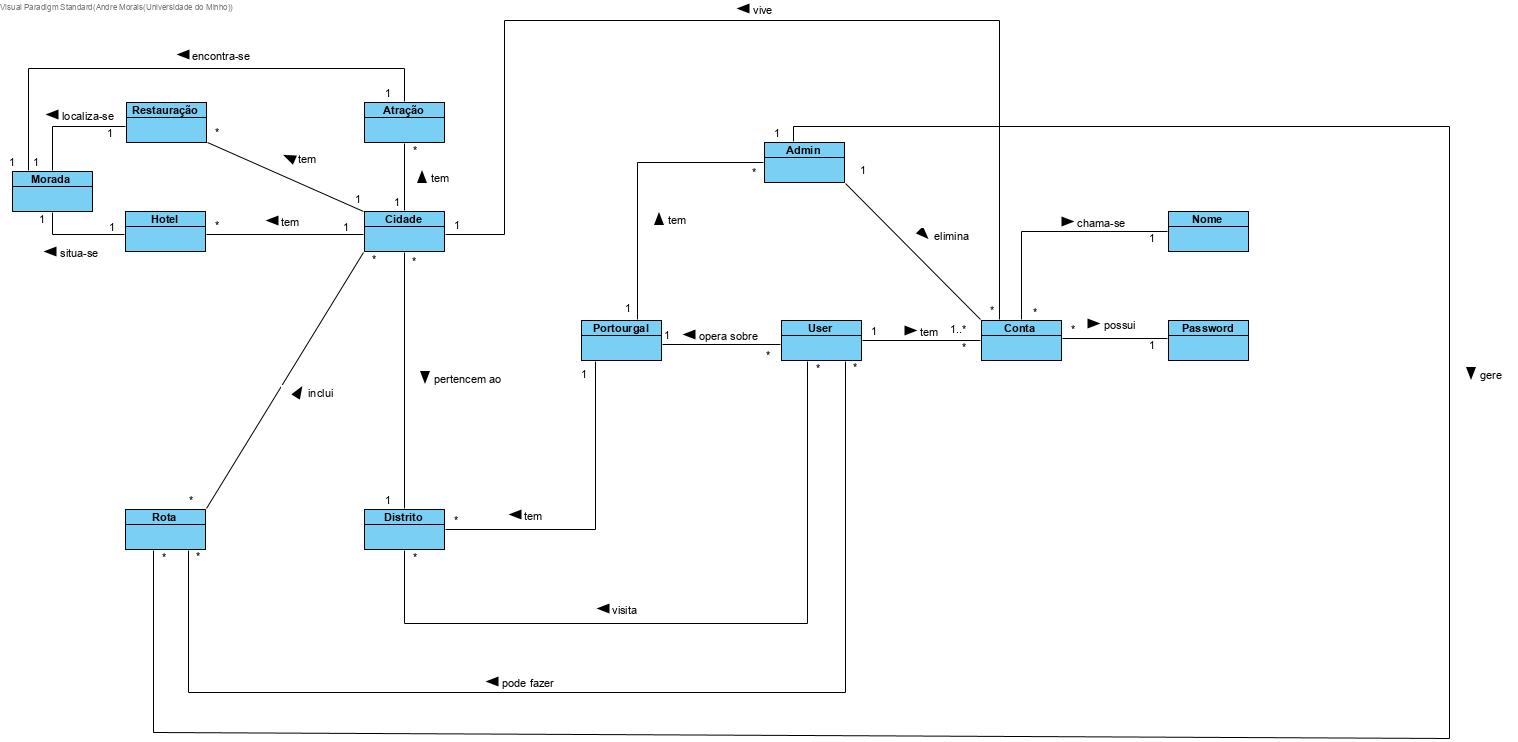 Visual Paradigm Standard(Andre Morais(Universidade do Minho))
◄ vive
◄ encontra-se
1
Restauração
Atração
◄ localiza-se
1
*
1
Admin
*
1
1
1
◄ tem
*
1
Morada
▲ tem
1
1
1
Hotel
*
◄ tem
1
Cidade
1
▲ tem
► chama-se
Nome
1
1
◄ situa-se
*
*
► elimina
1
*
*
Portourgal
1
◄ opera sobre
*
User
1
► tem
1..*
*
Conta
*
► possui
1
Password
1
*
*
▼ pertencem ao
▼ gere
▲ inclui
*
1
Rota
Distrito
*
◄ tem
*
*
*
◄ visita
◄ pode fazer